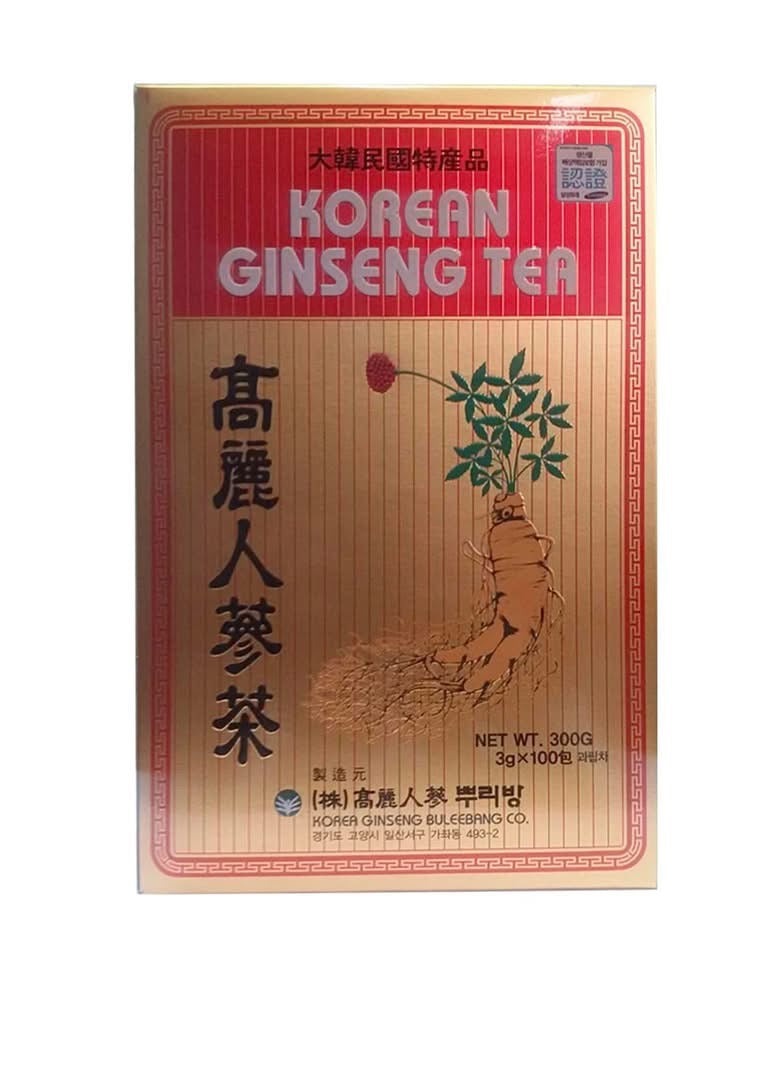 大韓民國特産品
認證
KOREAN
GINSENG TEA
高麗人蔘茶
NET WT. 300G
3g×100包 과립차
製造元
(株)高麗人蔘 뿌리방
KOREA GINSENG BULEEBANG CO.
경기도 고양시 일산서구 가좌동 493-2